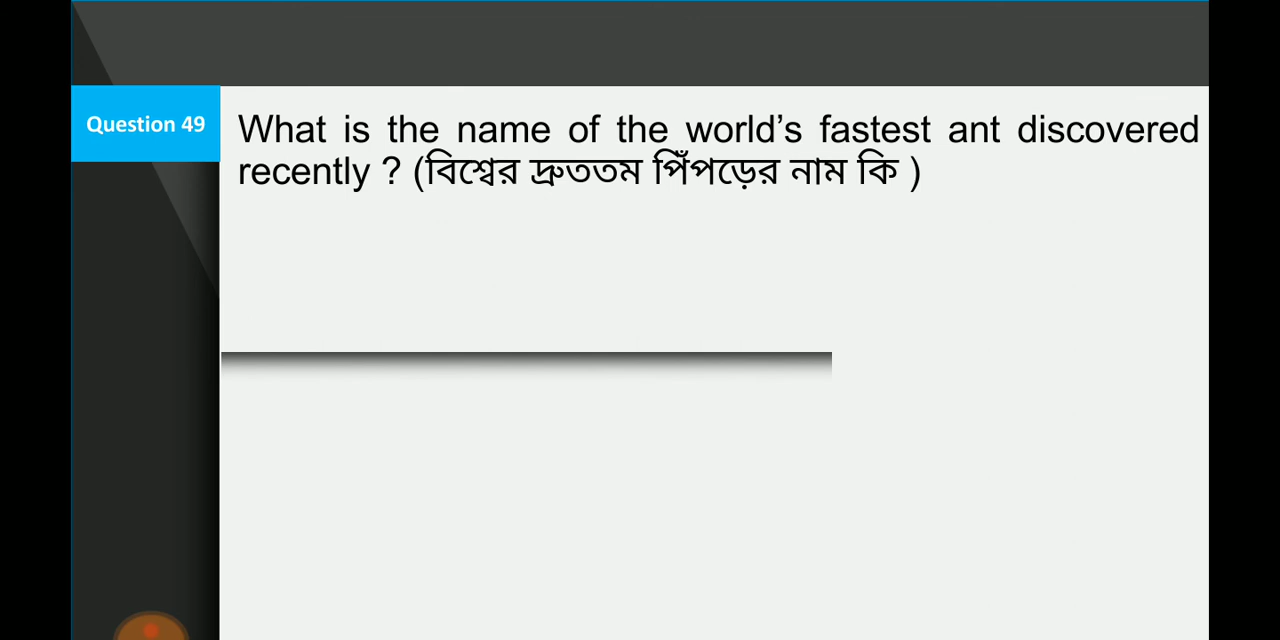 Question 49
What is the name of the world’s fastest ant discovered
recently ? (বিশ্বের দ্রুততম পিঁপড়ের নাম কি )